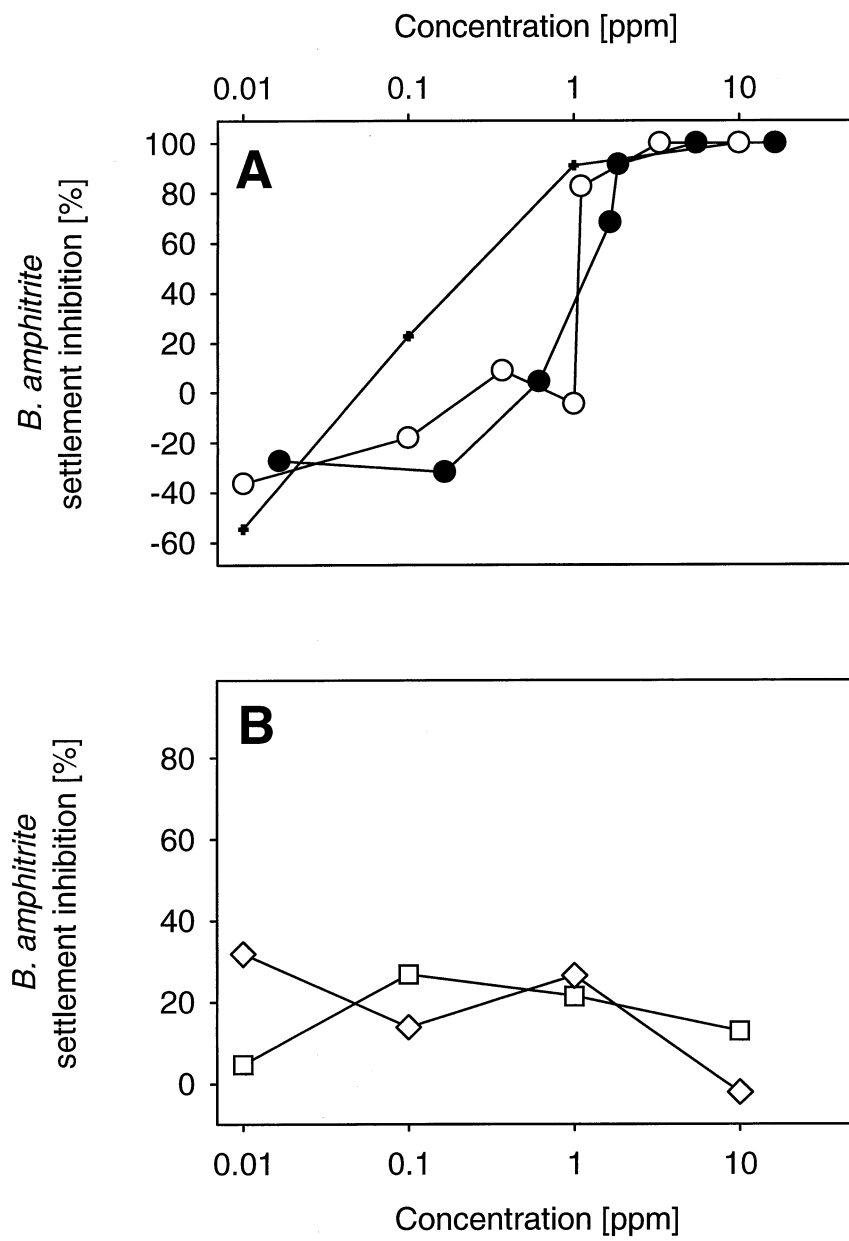 Concentration [ppm]
0.01 0.1 1 10
A
100
80
60
40
20
0
-20
-40
-60
B. amphitrite
settlement inhibition [%]
B
80
60
40
20
0
B. amphitrite
settlement inhibition [%]
0.01 0.1 1 10
Concentration [ppm]